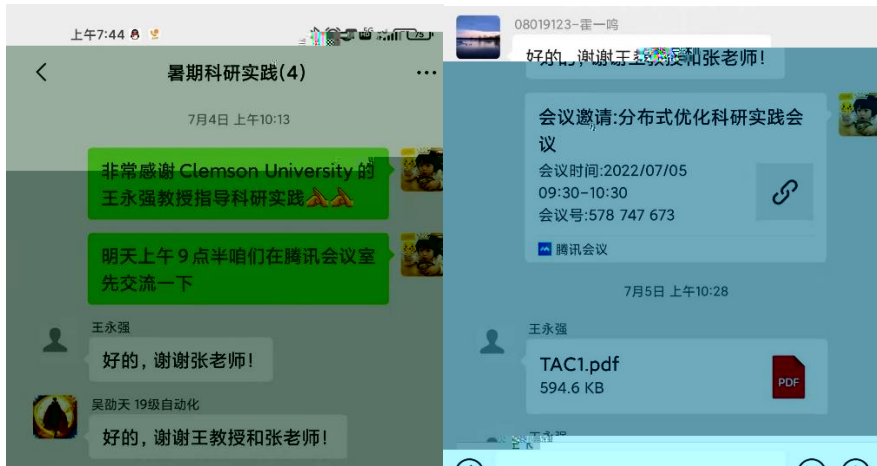 上午7:44
暑期科研实践(4)
7月4日 上午10:13
非常感谢 Clemson University 的
王永强教授指导科研实践
明天上午9点半咱们在腾讯会议室
先交流一下
王永强
好的，谢谢张老师！
吴劭天 19级自动化
好的，谢谢王教授和张老师！
08019123-霍一鸣
好的，谢谢王教授和张老师！
会议邀请:分布式优化科研实践会
议
会议时间:2022/07/05
09:30-10:30
会议号:578 747 673
腾讯会议
7月5日 上午10:28
王永强
TAC1.pdf
594.6 KB
PDF